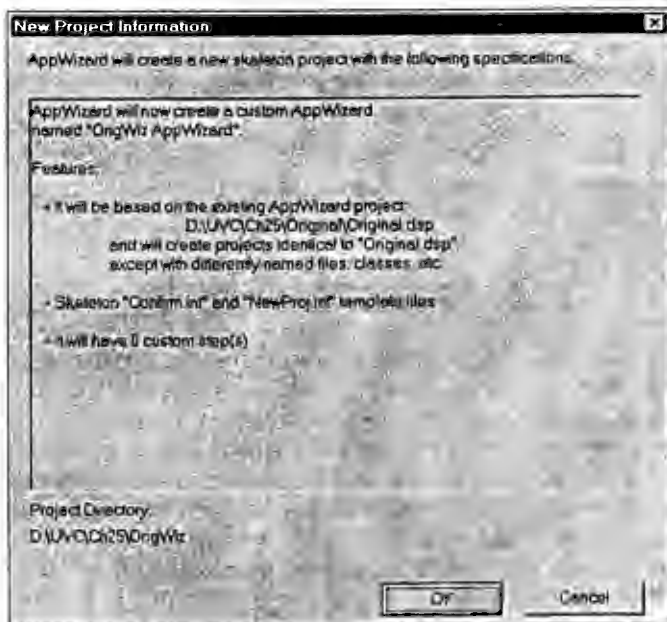 New Project Information
AppWizard will create a new skeleton project with the following specifications:
AppWizard will now create a custom AppWizard
named "OrigWiz AppWizard".
Features:
+ It will be based on the existing AppWizard project:
D:\UVC\Ch25\Original\Original.dsp
and will create projects identical to "Original.dsp"
except with differently named files, classes, etc.
+ Skeleton "Confirm.inf" and "NewProj.inf" template files
+ It will have 0 custom step(s)
Project Directory:
D:\UVC\Ch25\OrigWiz
OK
Cancel